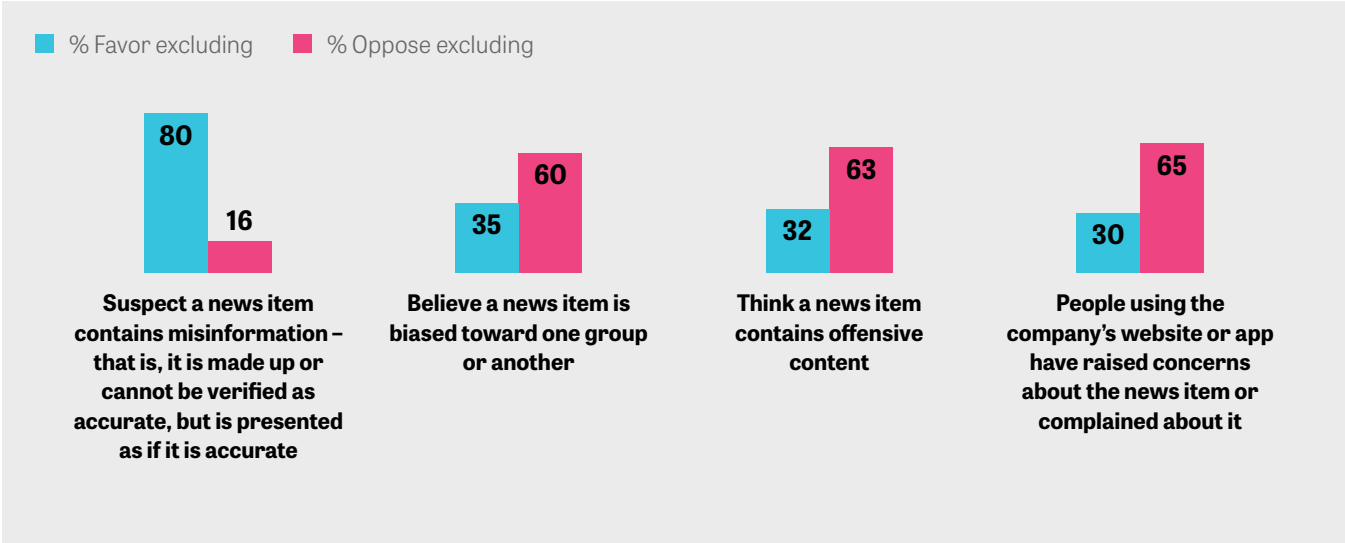 % Favor excluding
% Oppose excluding
80
16
Suspect a news item
contains misinformation –
that is, it is made up or
cannot be verified as
accurate, but is presented
as if it is accurate
35
60
Believe a news item is
biased toward one group
or another
32
63
Think a news item
contains offensive
content
30
65
People using the
company’s website or app
have raised concerns
about the news item or
complained about it